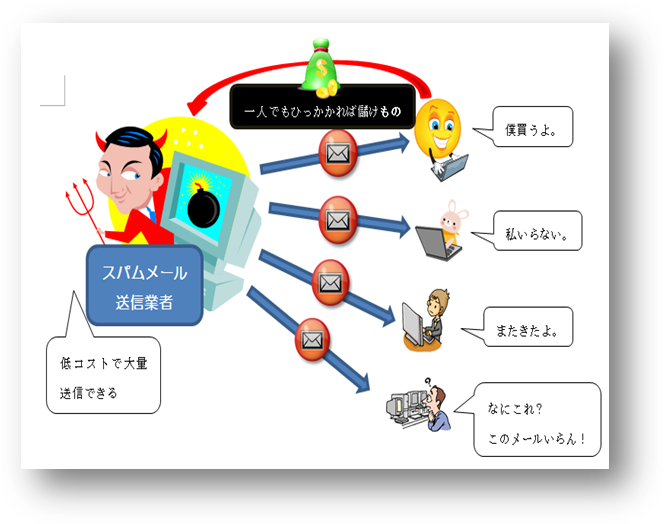 一人でもひっかかれば儲けもの
僕買うよ。
私いらない。
スパムメール
送信業者
またきたよ。
低コストで大量
送信できる
なにこれ?
このメールいらん!